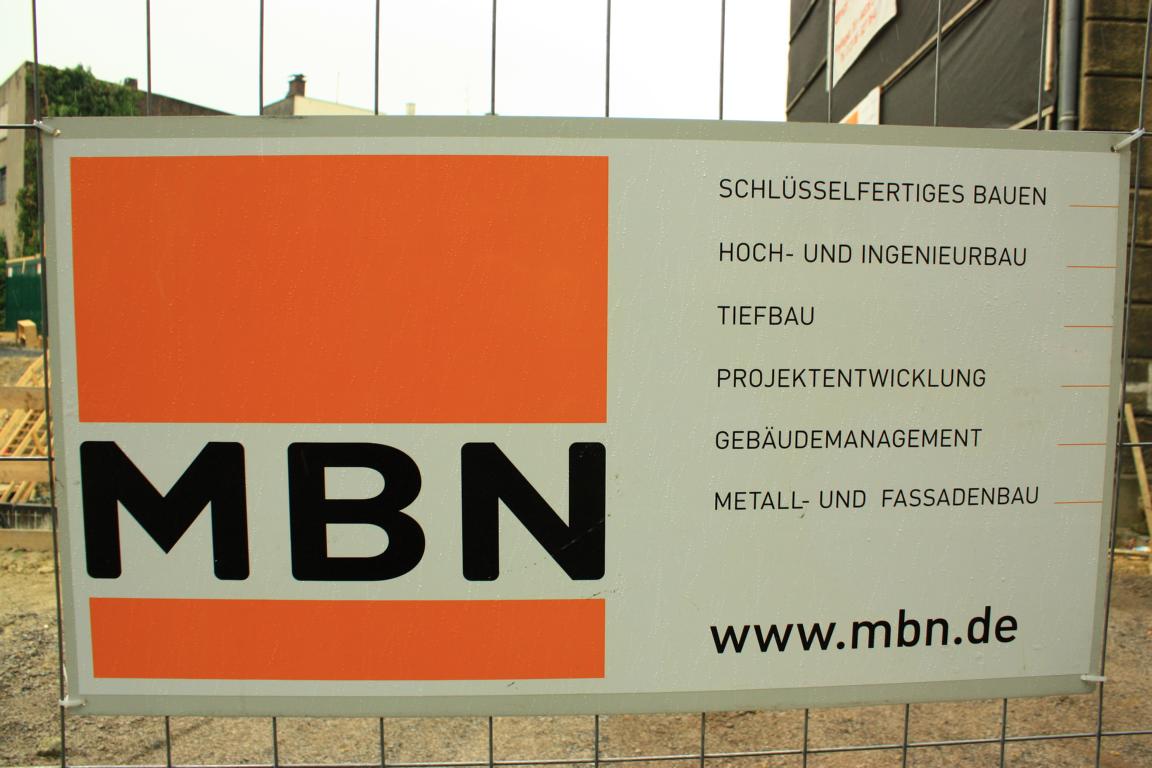 MBN
SCHLÜSSELFERTIGES BAUEN
HOCH- UND INGENIEURBAU
TIEFBAU
PROJEKTENTWICKLUNG
GEBÄUDEMANAGEMENT
METALL- UND FASSADENBAU
www.mbn.de